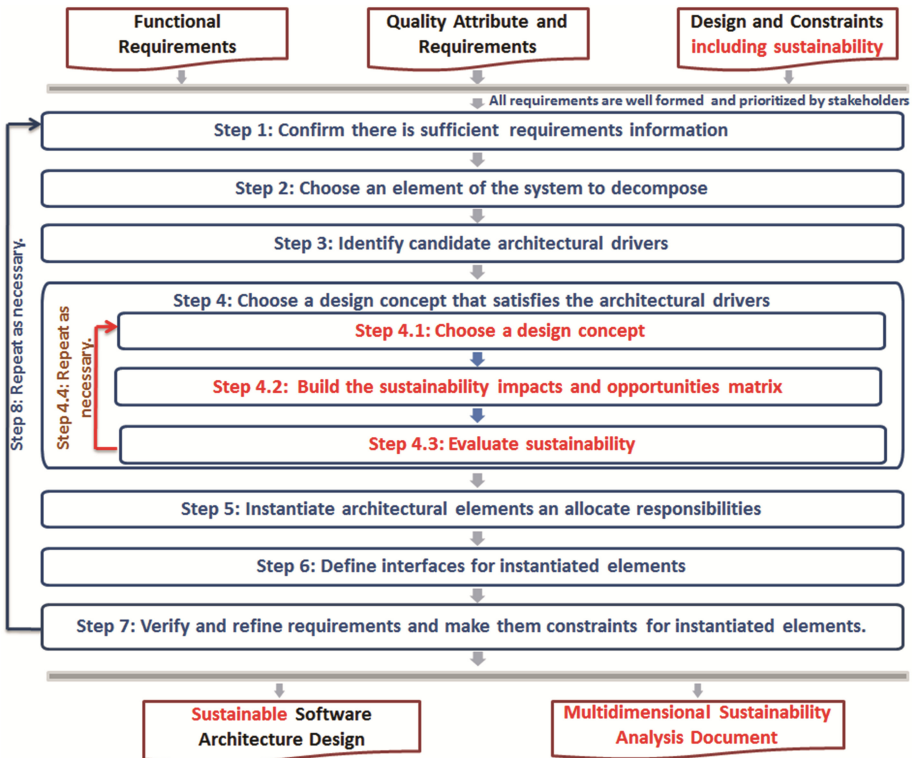 Functional
Requirements
Quality Attribute and
Requirements
Design and Constraints
including sustainability
All requirements are well formed and prioritized by stakeholders
Step 1: Confirm there is sufficient requirements information
Step 2: Choose an element of the system to decompose
Step 3: Identify candidate architectural drivers
Step 4: Choose a design concept that satisfies the architectural drivers
Step 4.1: Choose a design concept
Step 4.2: Build the sustainability impacts and opportunities matrix
Step 4.3: Evaluate sustainability
Step 4.4: Repeat as
necessary.
Step 8: Repeat as necessary.
Step 5: Instantiate architectural elements an allocate responsibilities
Step 6: Define interfaces for instantiated elements
Step 7: Verify and refine requirements and make them constraints for instantiated elements.
Sustainable Software
Architecture Design
Multidimensional Sustainability
Analysis Document